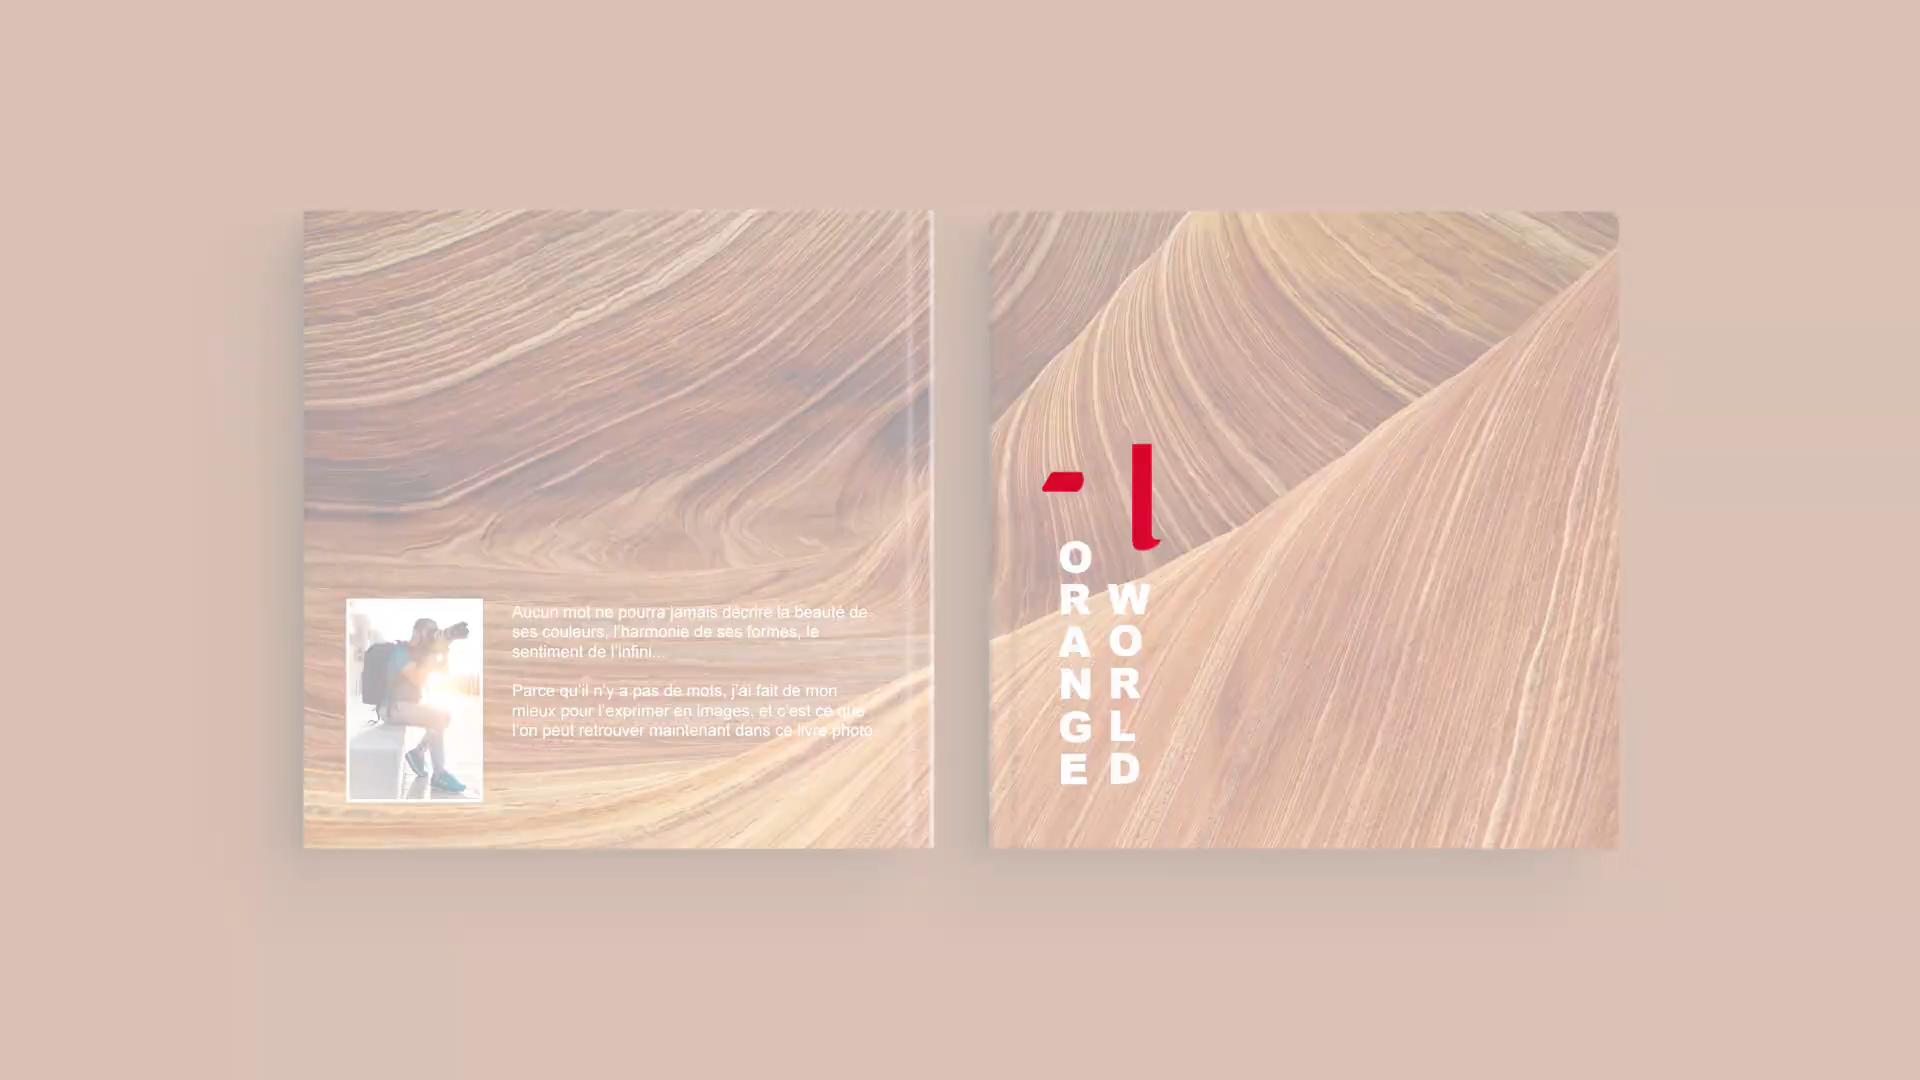 Aucun mot ne pourra jamais décrire la beauté de
ses couleurs, l'harmonie de ses formes, le
sentiment de l'infini...
Parce qu'il n'y a pas de mots, j'ai fait de mon
mieux pour l'exprimer en images, et c'est ce que
l'on peut retrouver maintenant dans ce livre photo
ORANGE
WORLD